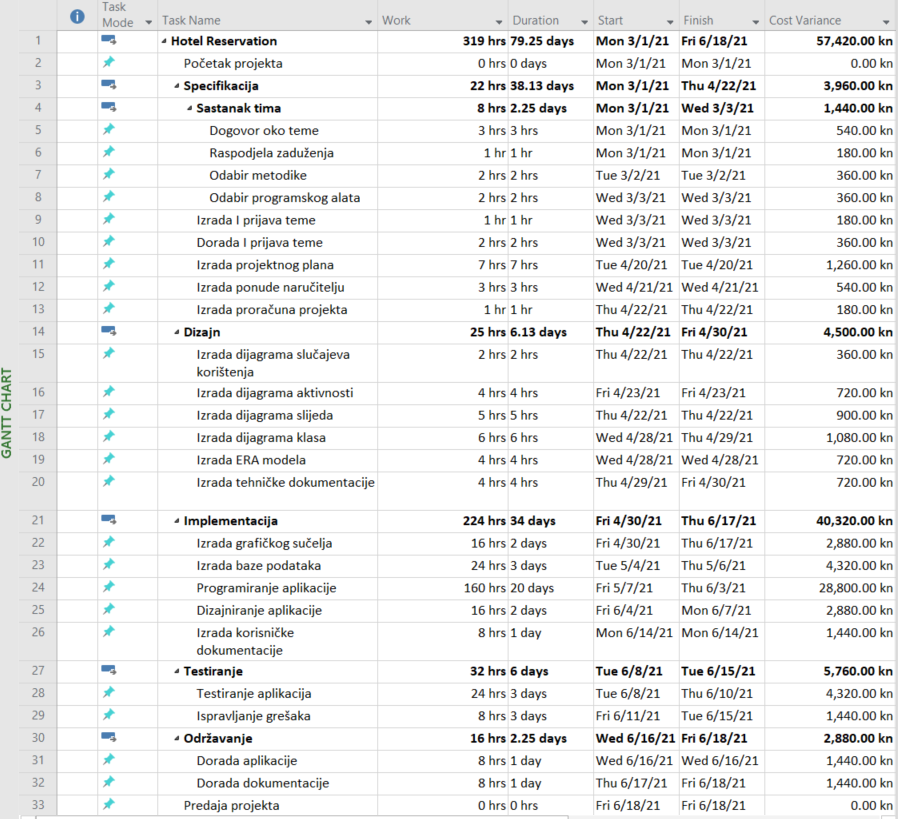 Task Mode Task Name Work Duration Start Finish Cost Variance
1 Hotel Reservation 319 hrs 79.25 days Mon 3/1/21 Fri 6/18/21 57,420.00 kn
2 Početak projekta 0 hrs 0 days Mon 3/1/21 Mon 3/1/21 0.00 kn
3 Specifikacija 22 hrs 38.13 days Mon 3/1/21 Thu 4/22/21 3,960.00 kn
4 Sastanak tima 8 hrs 2.25 days Mon 3/1/21 Wed 3/3/21 1,440.00 kn
5 Dogovor oko teme 3 hrs 3 hrs Mon 3/1/21 Mon 3/1/21 540.00 kn
6 Raspodjela zaduženja 1 hr 1 hr Mon 3/1/21 Mon 3/1/21 180.00 kn
7 Odabir metodike 2 hrs 2 hrs Tue 3/2/21 Tue 3/2/21 360.00 kn
8 Odabir programskog alata 2 hrs 2 hrs Wed 3/3/21 Wed 3/3/21 360.00 kn
9 Izrada I prijava teme 1 hr 1 hr Wed 3/3/21 Wed 3/3/21 180.00 kn
10 Dorada I prijava teme 2 hrs 2 hrs Wed 3/3/21 Wed 3/3/21 360.00 kn
11 Izrada projektnog plana 7 hrs 7 hrs Tue 4/20/21 Tue 4/20/21 1,260.00 kn
12 Izrada ponude naručitelju 3 hrs 3 hrs Wed 4/21/21 Wed 4/21/21 540.00 kn
13 Izrada proračuna projekta 1 hr 1 hr Thu 4/22/21 Thu 4/22/21 180.00 kn
14 Dizajn 25 hrs 6.13 days Thu 4/22/21 Fri 4/30/21 4,500.00 kn
15 Izrada dijagrama slučajeva 2 hrs 2 hrs Thu 4/22/21 Thu 4/22/21 360.00 kn
korištenja
16 Izrada dijagrama aktivnosti 4 hrs 4 hrs Fri 4/23/21 Fri 4/23/21 720.00 kn
17 Izrada dijagrama slijeda 5 hrs 5 hrs Thu 4/22/21 Thu 4/22/21 900.00 kn
18 Izrada dijagrama klasa 6 hrs 6 hrs Wed 4/28/21 Thu 4/29/21 1,080.00 kn
19 Izrada ERA modela 4 hrs 4 hrs Wed 4/28/21 Wed 4/28/21 720.00 kn
20 Izrada tehničke dokumentacije 4 hrs 4 hrs Thu 4/29/21 Fri 4/30/21 720.00 kn
21 Implementacija 224 hrs 34 days Fri 4/30/21 Thu 6/17/21 40,320.00 kn
22 Izrada grafičkog sučelja 16 hrs 2 days Fri 4/30/21 Thu 6/17/21 2,880.00 kn
23 Izrada baze podataka 24 hrs 3 days Tue 5/4/21 Thu 5/6/21 4,320.00 kn
24 Programiranje aplikacije 160 hrs 20 days Fri 5/7/21 Thu 6/3/21 28,800.00 kn
25 Dizajniranje aplikacije 16 hrs 2 days Fri 6/4/21 Mon 6/7/21 2,880.00 kn
26 Izrada korisničke 8 hrs 1 day Mon 6/14/21 Mon 6/14/21 1,440.00 kn
dokumentacije
27 Testiranje 32 hrs 6 days Tue 6/8/21 Tue 6/15/21 5,760.00 kn
28 Testiranje aplikacija 24 hrs 3 days Tue 6/8/21 Thu 6/10/21 4,320.00 kn
29 Ispravljanje grešaka 8 hrs 3 days Fri 6/11/21 Tue 6/15/21 1,440.00 kn
30 Održavanje 16 hrs 2.25 days Wed 6/16/21 Fri 6/18/21 2,880.00 kn
31 Dorada aplikacije 8 hrs 1 day Wed 6/16/21 Wed 6/16/21 1,440.00 kn
32 Dorada dokumentacije 8 hrs 1 day Thu 6/17/21 Fri 6/18/21 1,440.00 kn
33 Predaja projekta 0 hrs 0 hrs Fri 6/18/21 Fri 6/18/21 0.00 kn
GANTT CHART